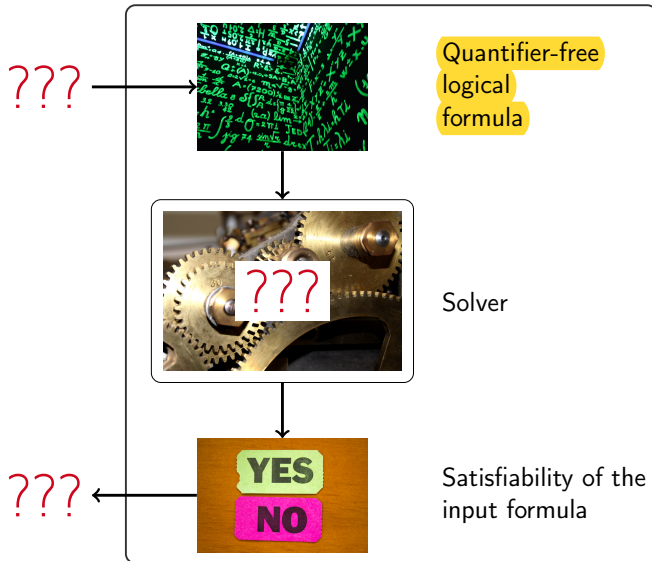 ???
Quantifier-free
logical
formula
???
Solver
YES
NO
???
Satisfiability of the
input formula